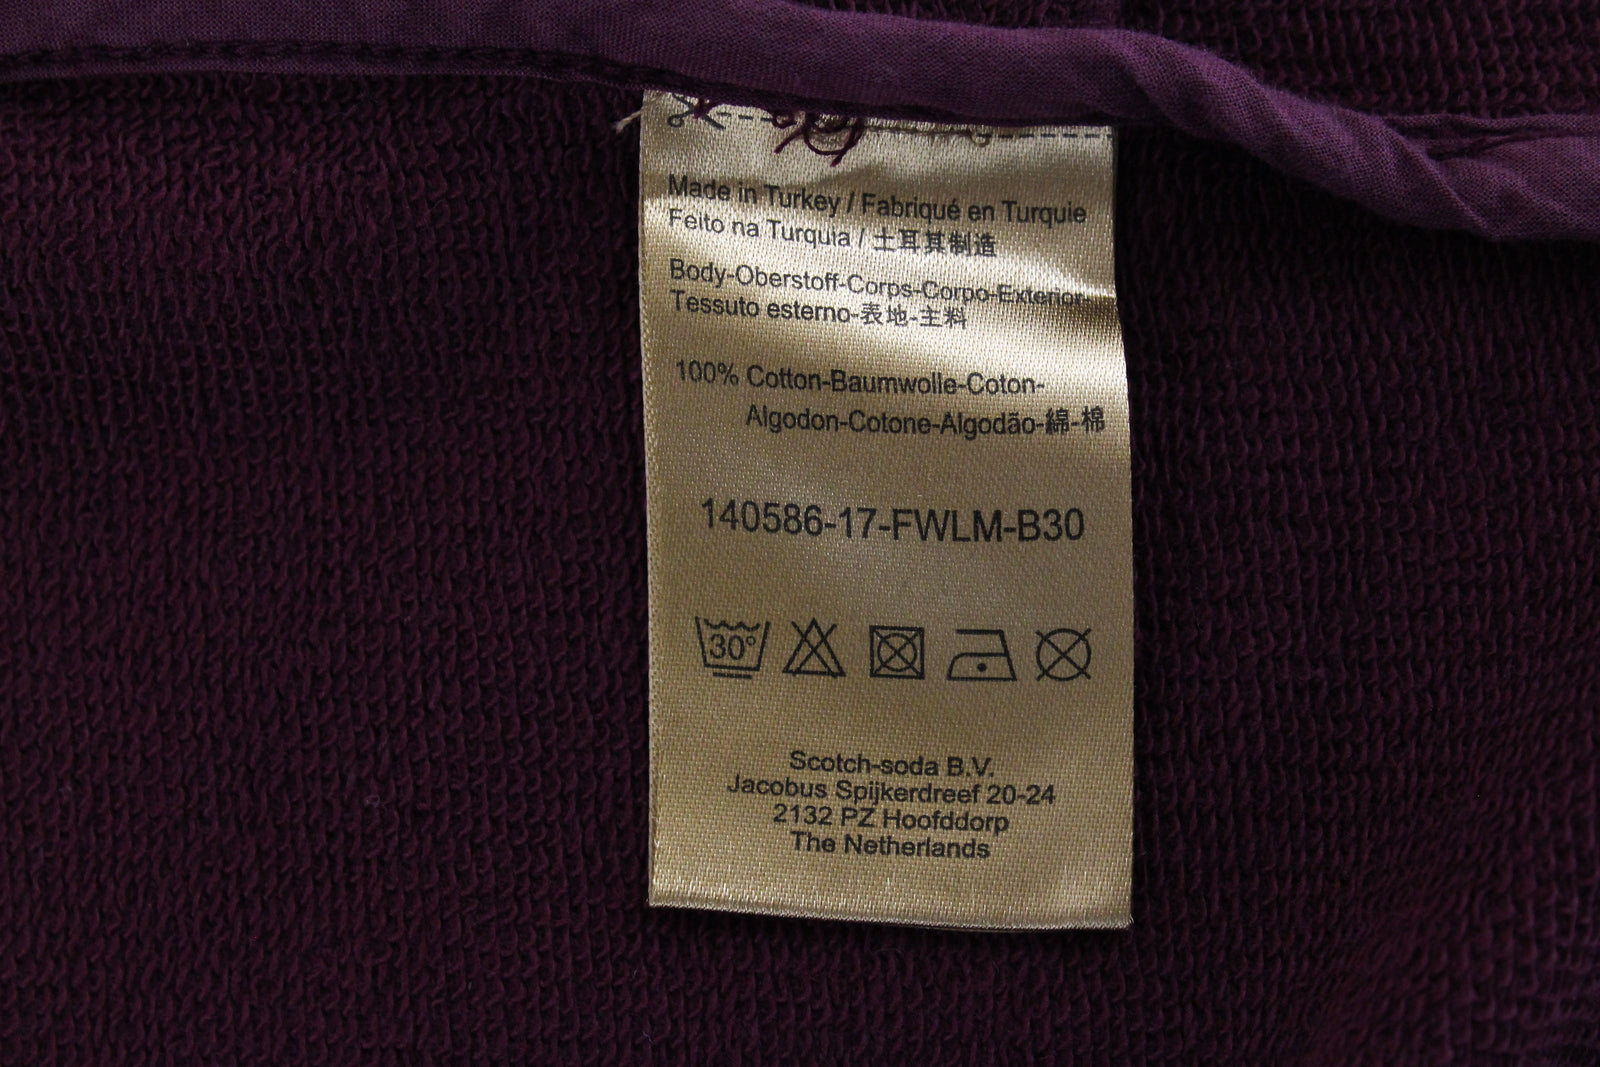 Made in Turkey / Fabriqué en Turquie
Feito na Turquia / 土耳其制造
Body-Oberstoff-Corps-Corpo-Exterior-
Tessuto esterno-表地-主料
100% Cotton-Baumwolle-Coton-
Algodon-Cotone-Algodão-綿-棉
140586-17-FWLM-B30
30°
Scotch-soda B.V.
Jacobus Spijkerdreef 20-24
2132 PZ Hoofddorp
The Netherlands